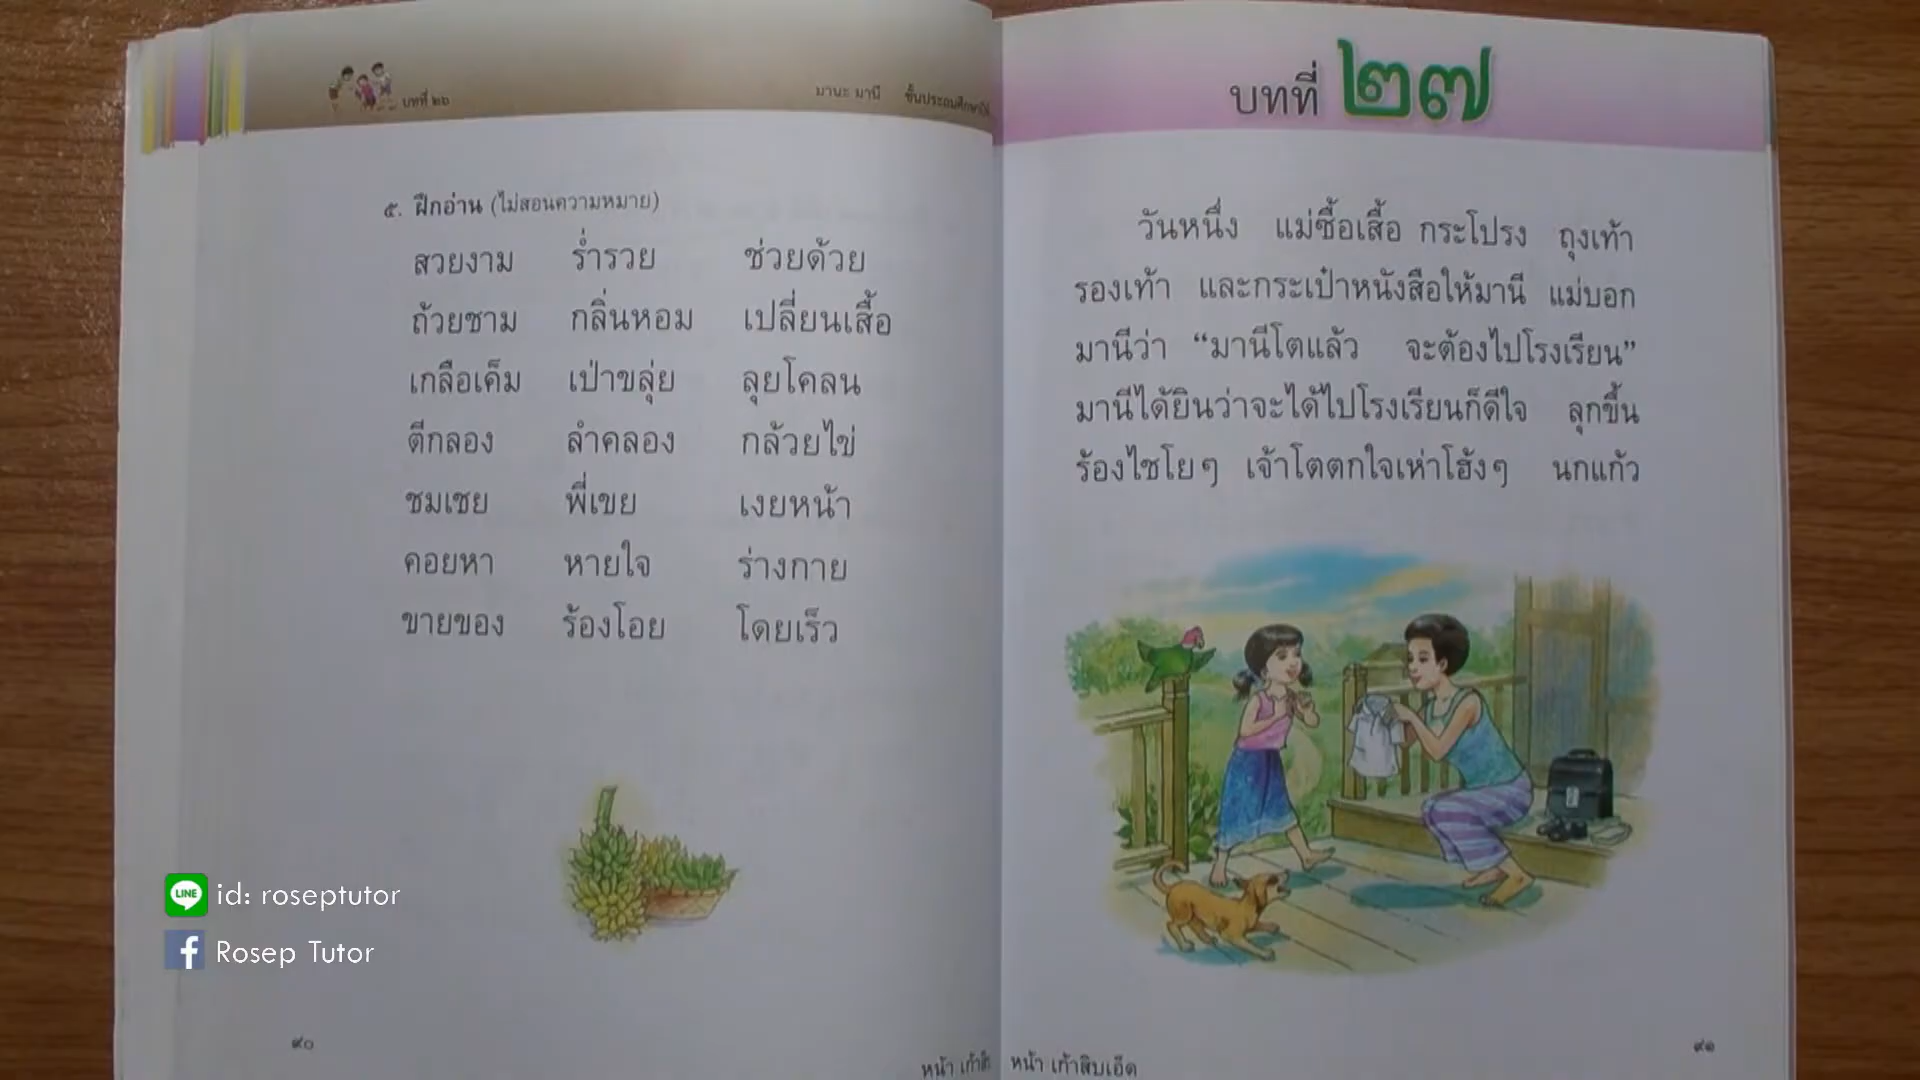 บทที่ ๒๖
มานะ มานี ชั้นประถมศึกษาปีที่
๕. ฝึกอ่าน (ไม่สอนความหมาย)
สวยงาม ร่ำรวย ช่วยด้วย
ถ้วยชาม กลิ่นหอม เปลี่ยนเสื้อ
เกลือเค็ม เป่าขลุ่ย ลุยโคลน
ตีกลอง ลำคลอง กล้วยไข่
ชมเชย พี่เขย เงยหน้า
คอยหา หายใจ ร่างกาย
ขายของ ร้องโอย โดยเร็ว
id: roseptutor
Rosep Tutor
๙๐
หน้า
บทที่ ๒๗
วันหนึ่ง แม่ซื้อเสื้อ กระโปรง ถุงเท้า
รองเท้า และกระเป๋าหนังสือให้มานี แม่บอก
มานีว่า “มานีโตแล้ว จะต้องไปโรงเรียน”
มานีได้ยินว่าจะได้ไปโรงเรียนก็ดีใจ ลุกขึ้น
ร้องไชโยๆ เจ้าโตตกใจเห่าโฮ้งๆ นกแก้ว
๙๑
หน้า เก้าสิบเอ็ด